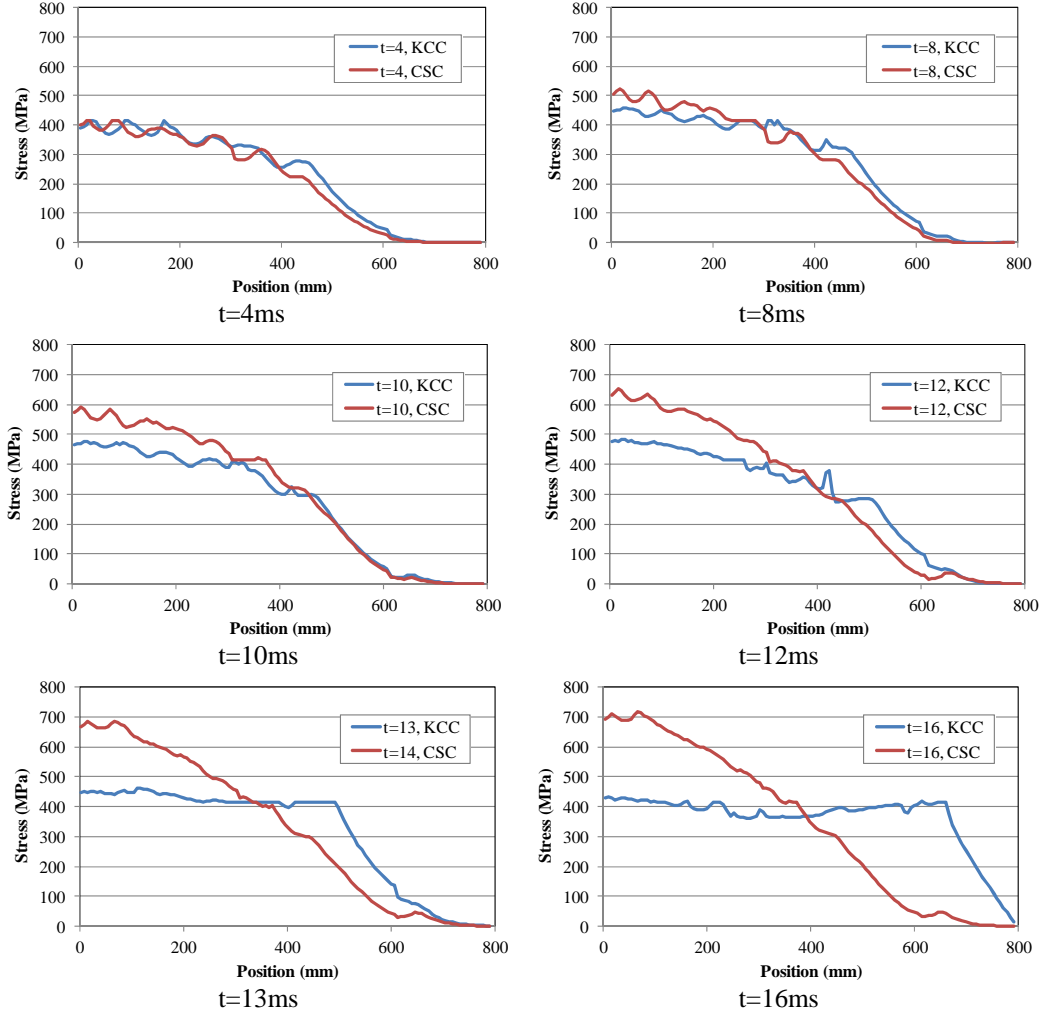 800
700
600
500
400
300
200
100
0
Stress (MPa)
t=4, KCC
t=4, CSC
0 200 400 600 800
Position (mm)
t=4ms
800
700
600
500
400
300
200
100
0
Stress (MPa)
t=8, KCC
t=8, CSC
0 200 400 600 800
Position (mm)
t=8ms
800
700
600
500
400
300
200
100
0
Stress (MPa)
t=10, KCC
t=10, CSC
0 200 400 600 800
Position (mm)
t=10ms
800
700
600
500
400
300
200
100
0
Stress (MPa)
t=12, KCC
t=12, CSC
0 200 400 600 800
Position (mm)
t=12ms
800
700
600
500
400
300
200
100
0
Stress (MPa)
t=13, KCC
t=14, CSC
0 200 400 600 800
Position (mm)
t=13ms
800
700
600
500
400
300
200
100
0
Stress (MPa)
t=16, KCC
t=16, CSC
0 200 400 600 800
Position (mm)
t=16ms